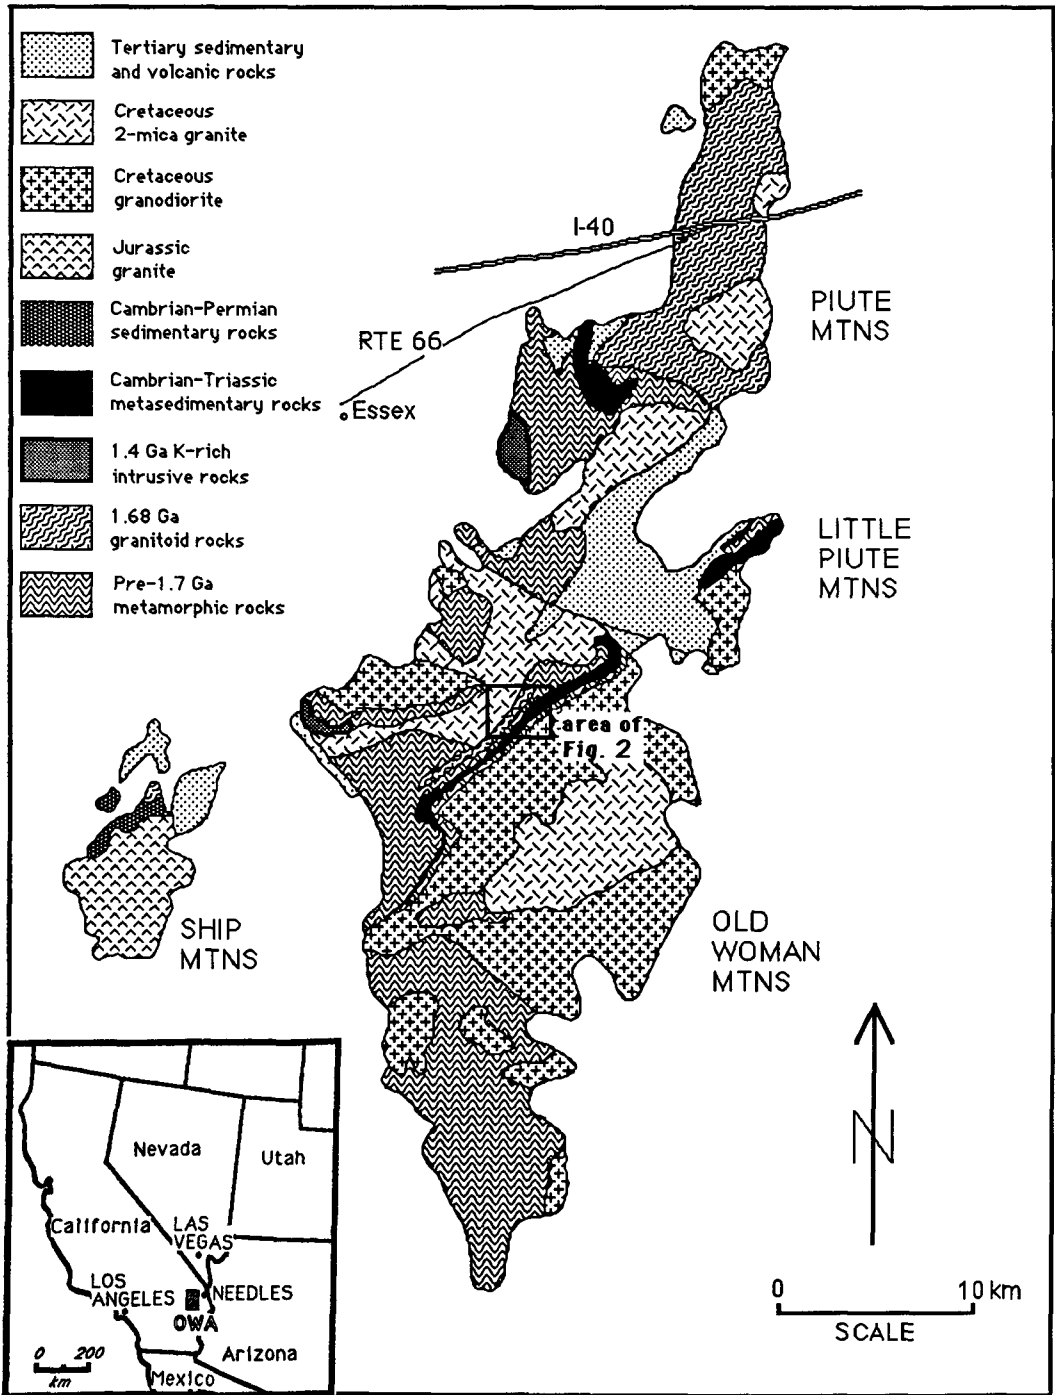 Tertiary sedimentary
and volcanic rocks
Cretaceous
2-mica granite
Cretaceous
granodiorite
Jurassic
granite
Cambrian-Permian
sedimentary rocks
Cambrian-Triassic
metasedimentary rocks
1.4 Ga K-rich
intrusive rocks
1.68 Ga
granitoid rocks
Pre-1.7 Ga
metamorphic rocks
I-40
RTE 66
Essex
PIUTE
MTNS
LITTLE
PIUTE
MTNS
area of
Fig. 2
SHIP
MTNS
OLD
WOMAN
MTNS
N
0 10 km
SCALE
Nevada
Utah
California
LAS
VEGAS
LOS
ANGELES
NEEDLES
OWA
Arizona
Mexico
0 200
km